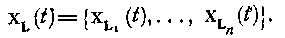 x_L(t)={x_{L_1}(t), . . . , x_{L_n}(t)}.